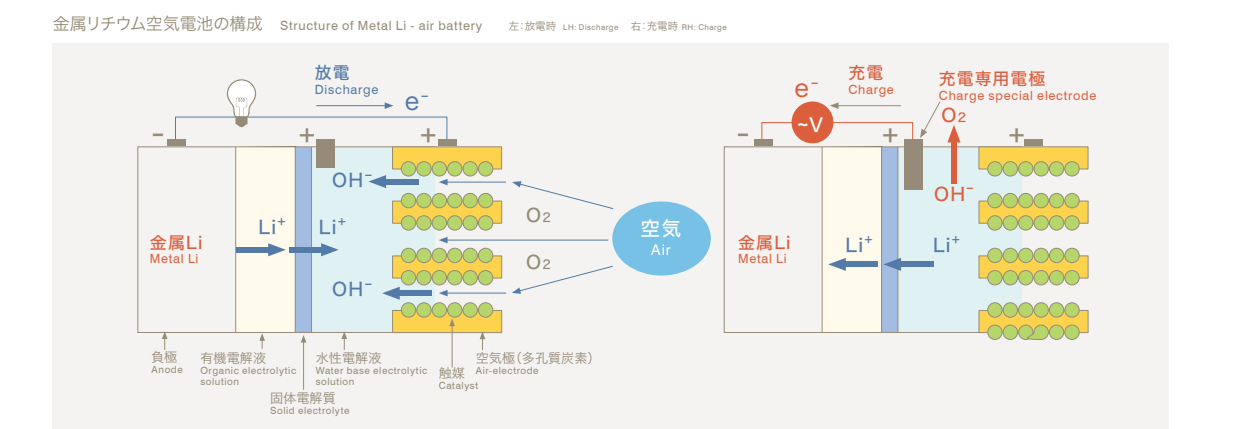 金属リチウム空気電池の構成 Structure of Metal Li - air battery 左:放電時 LH: Discharge 右:充電時 RH: Charge
放電
Discharge
e⁻
-
+
+
OH⁻
Li⁺
Li⁺
金属Li
Metal Li
OH⁻
O2
O2
空気
Air
負極
Anode
有機電解液
Organic electrolytic
solution
固体電解質
Solid electrolyte
水性電解液
Water base electrolytic
solution
触媒
Catalyst
空気極(多孔質炭素)
Air-electrode
充電
Charge
e⁻
~V
充電専用電極
Charge special electrode
O2
-
+
+
OH⁻
金属Li
Metal Li
Li⁺
Li⁺